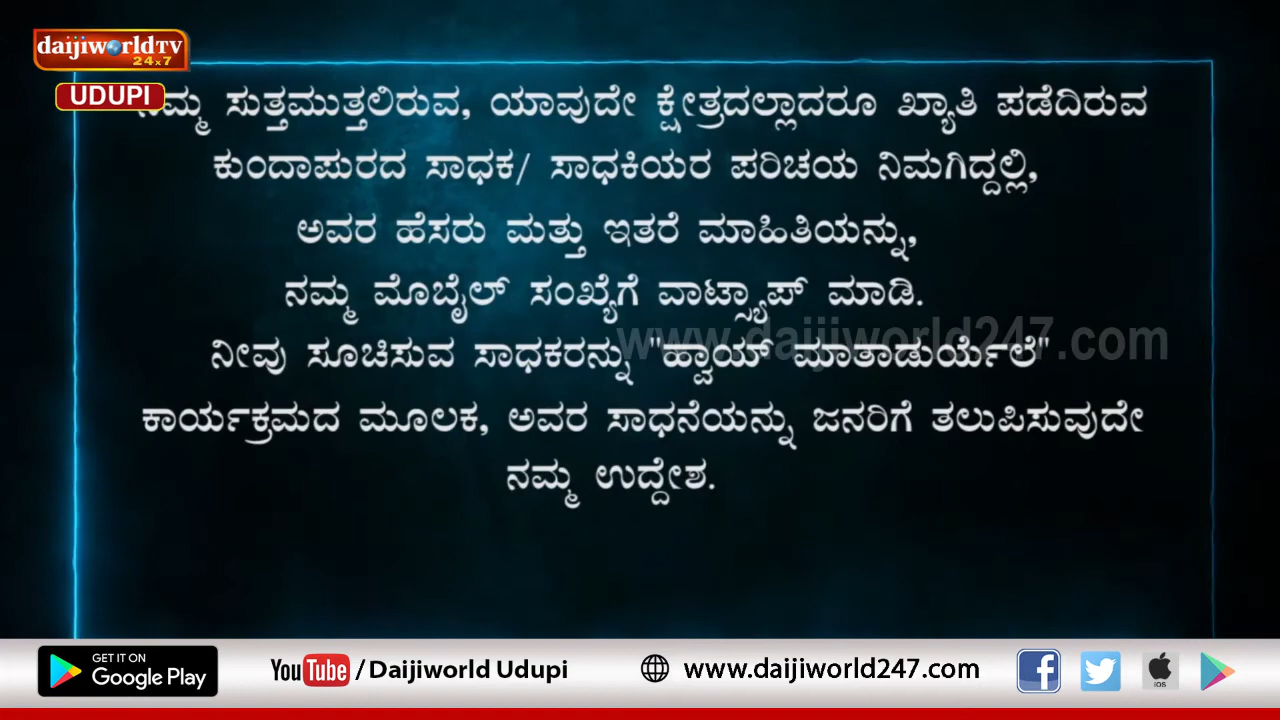 daijiworldTV
24x7
UDUPI
ಸುತ್ತಮುತ್ತಲಿರುವ, ಯಾವುದೇ ಕ್ಷೇತ್ರದಲ್ಲಾದರೂ ಖ್ಯಾತಿ ಪಡೆದಿರುವ
ಕುಂದಾಪುರದ ಸಾಧಕ/ ಸಾಧಕಿಯರ ಪರಿಚಯ ನಿಮಗಿದ್ದಲ್ಲಿ,
ಅವರ ಹೆಸರು ಮತ್ತು ಇತರೆ ಮಾಹಿತಿಯನ್ನು,
ನಮ್ಮ ಮೊಬೈಲ್ ಸಂಖ್ಯೆಗೆ ವಾಟ್ಸ್ಯಾಪ್ ಮಾಡಿ.
www.daijiworld247.com
ನೀವು ಸೂಚಿಸುವ ಸಾಧಕರನ್ನು "ಹ್ವಾಯ್ ಮಾತಾಡುರ್ಯೆಲೆ"
ಕಾರ್ಯಕ್ರಮದ ಮೂಲಕ, ಅವರ ಸಾಧನೆಯನ್ನು ಜನರಿಗೆ ತಲುಪಿಸುವುದೇ
ನಮ್ಮ ಉದ್ದೇಶ.
GET IT ON
Google Play
YouTube /Daijiworld Udupi
www.daijiworld247.com
iOS